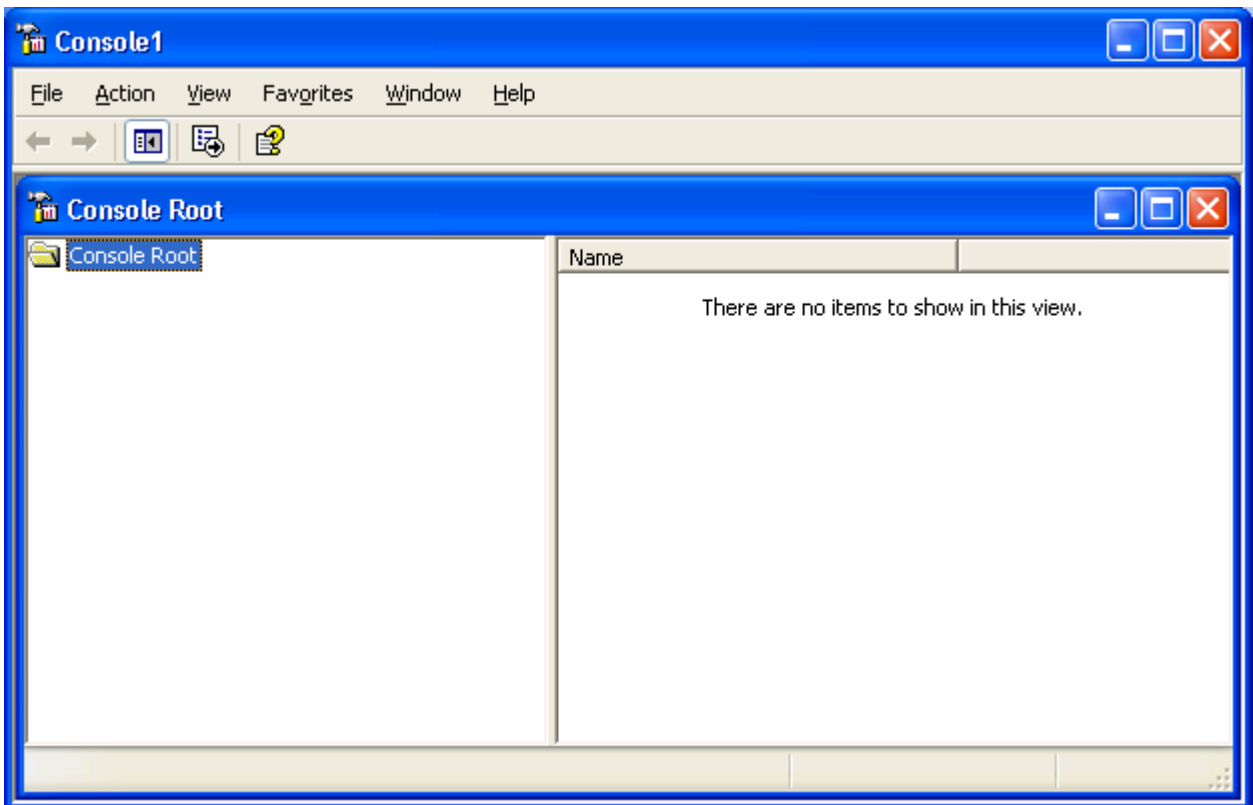 Console1
File Action View Favorites Window Help
Console Root
Console Root
Name
There are no items to show in this view.